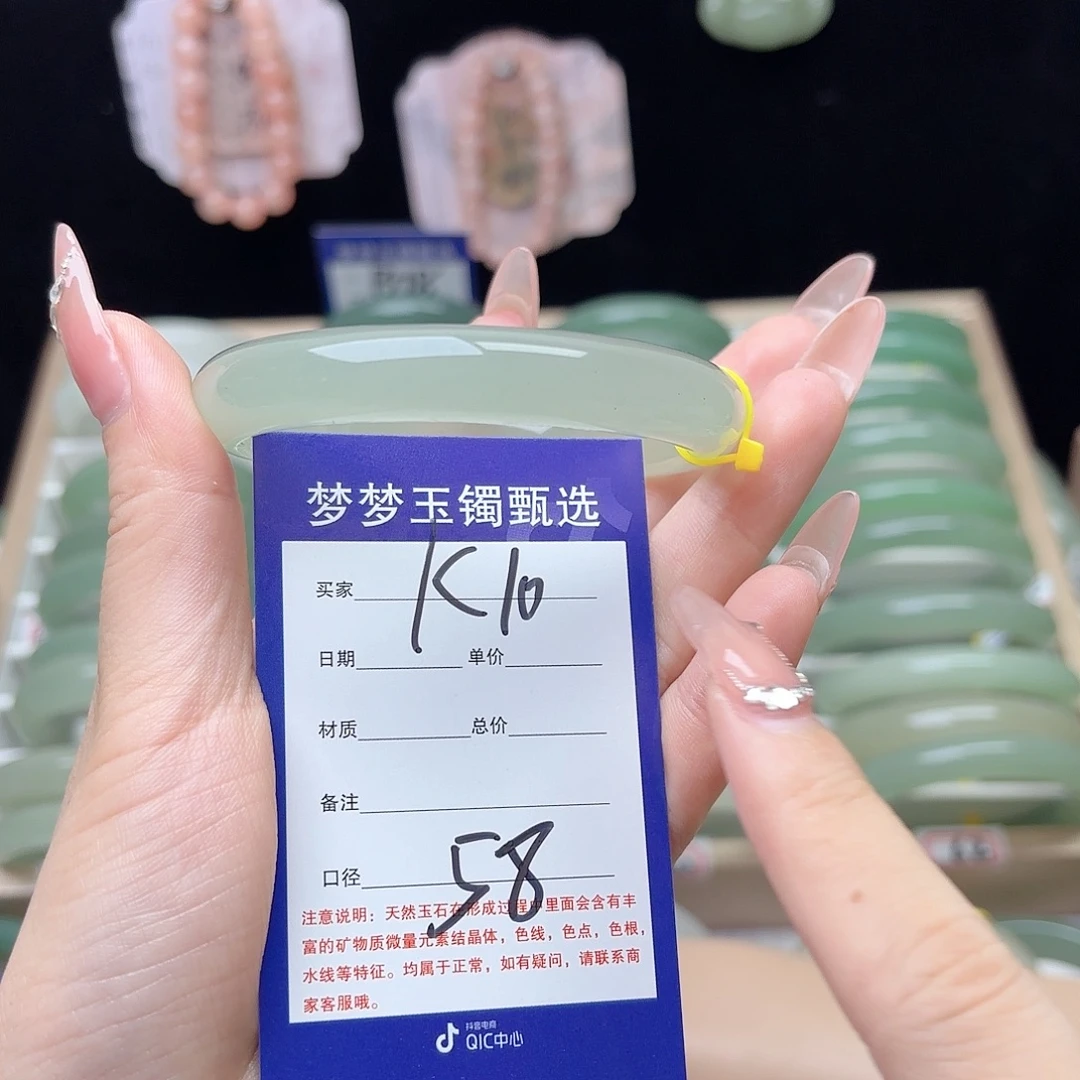 梦梦玉镯甄选
买家 K10
日期 单价
材质 总价
备注
口径 58
注意说明：天然玉石在形成过程中里面会含有丰
富的矿物质微量元素结晶体，色线，色点，色根，
水线等特征。均属于正常，如有疑问，请联系商
家客服哦。
抖音电商
QIC中心